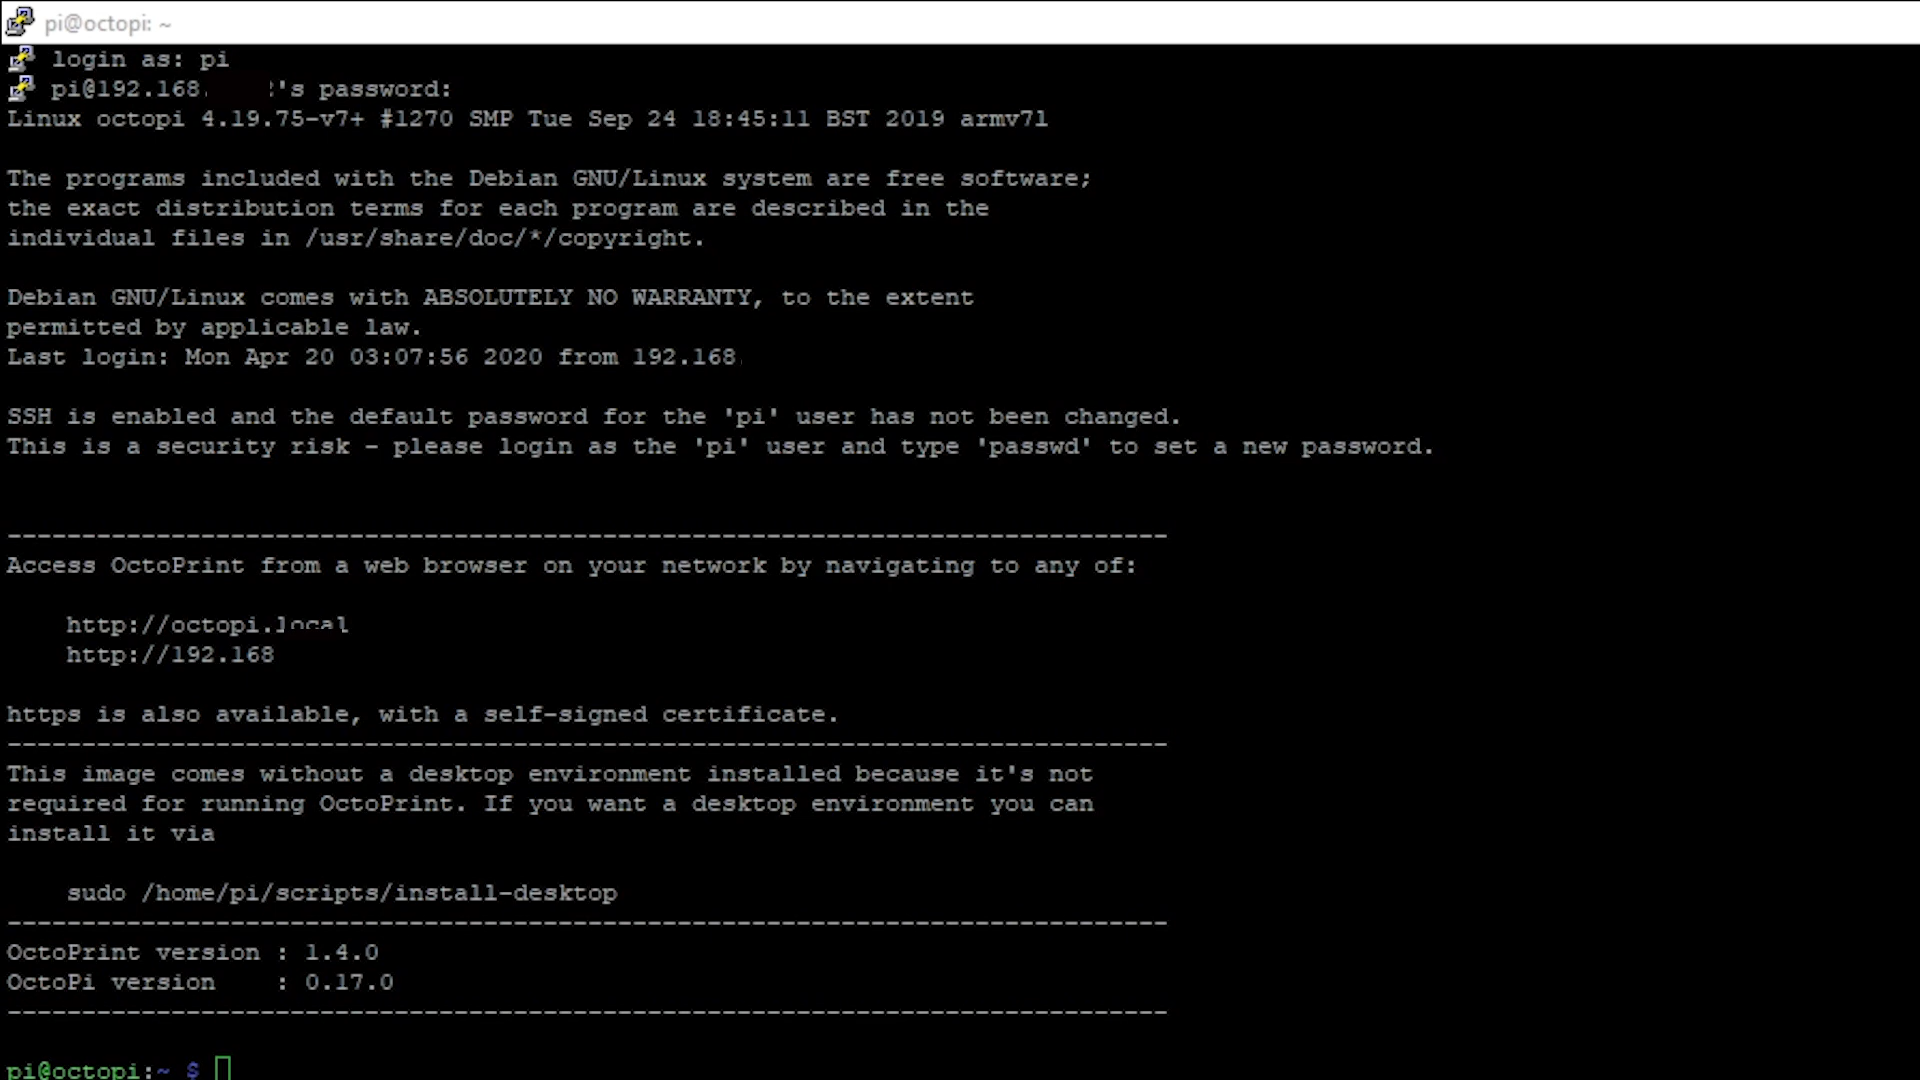 pi@octopi: ~
login as: pi
pi@192.168. 's password:
Linux octopi 4.19.75-v7+ #1270 SMP Tue Sep 24 18:45:11 BST 2019 armv7l
The programs included with the Debian GNU/Linux system are free software;
the exact distribution terms for each program are described in the
individual files in /usr/share/doc/*/copyright.
Debian GNU/Linux comes with ABSOLUTELY NO WARRANTY, to the extent
permitted by applicable law.
Last login: Mon Apr 20 03:07:56 2020 from 192.168.
SSH is enabled and the default password for the 'pi' user has not been changed.
This is a security risk - please login as the 'pi' user and type 'passwd' to set a new password.
------------------------------------------------------------------------------
Access OctoPrint from a web browser on your network by navigating to any of:
http://octopi.local
http://192.168
https is also available, with a self-signed certificate.
------------------------------------------------------------------------------
This image comes without a desktop environment installed because it's not
required for running OctoPrint. If you want a desktop environment you can
install it via
sudo /home/pi/scripts/install-desktop
------------------------------------------------------------------------------
OctoPrint version : 1.4.0
OctoPi version    : 0.17.0
------------------------------------------------------------------------------
pi@octopi:~ $